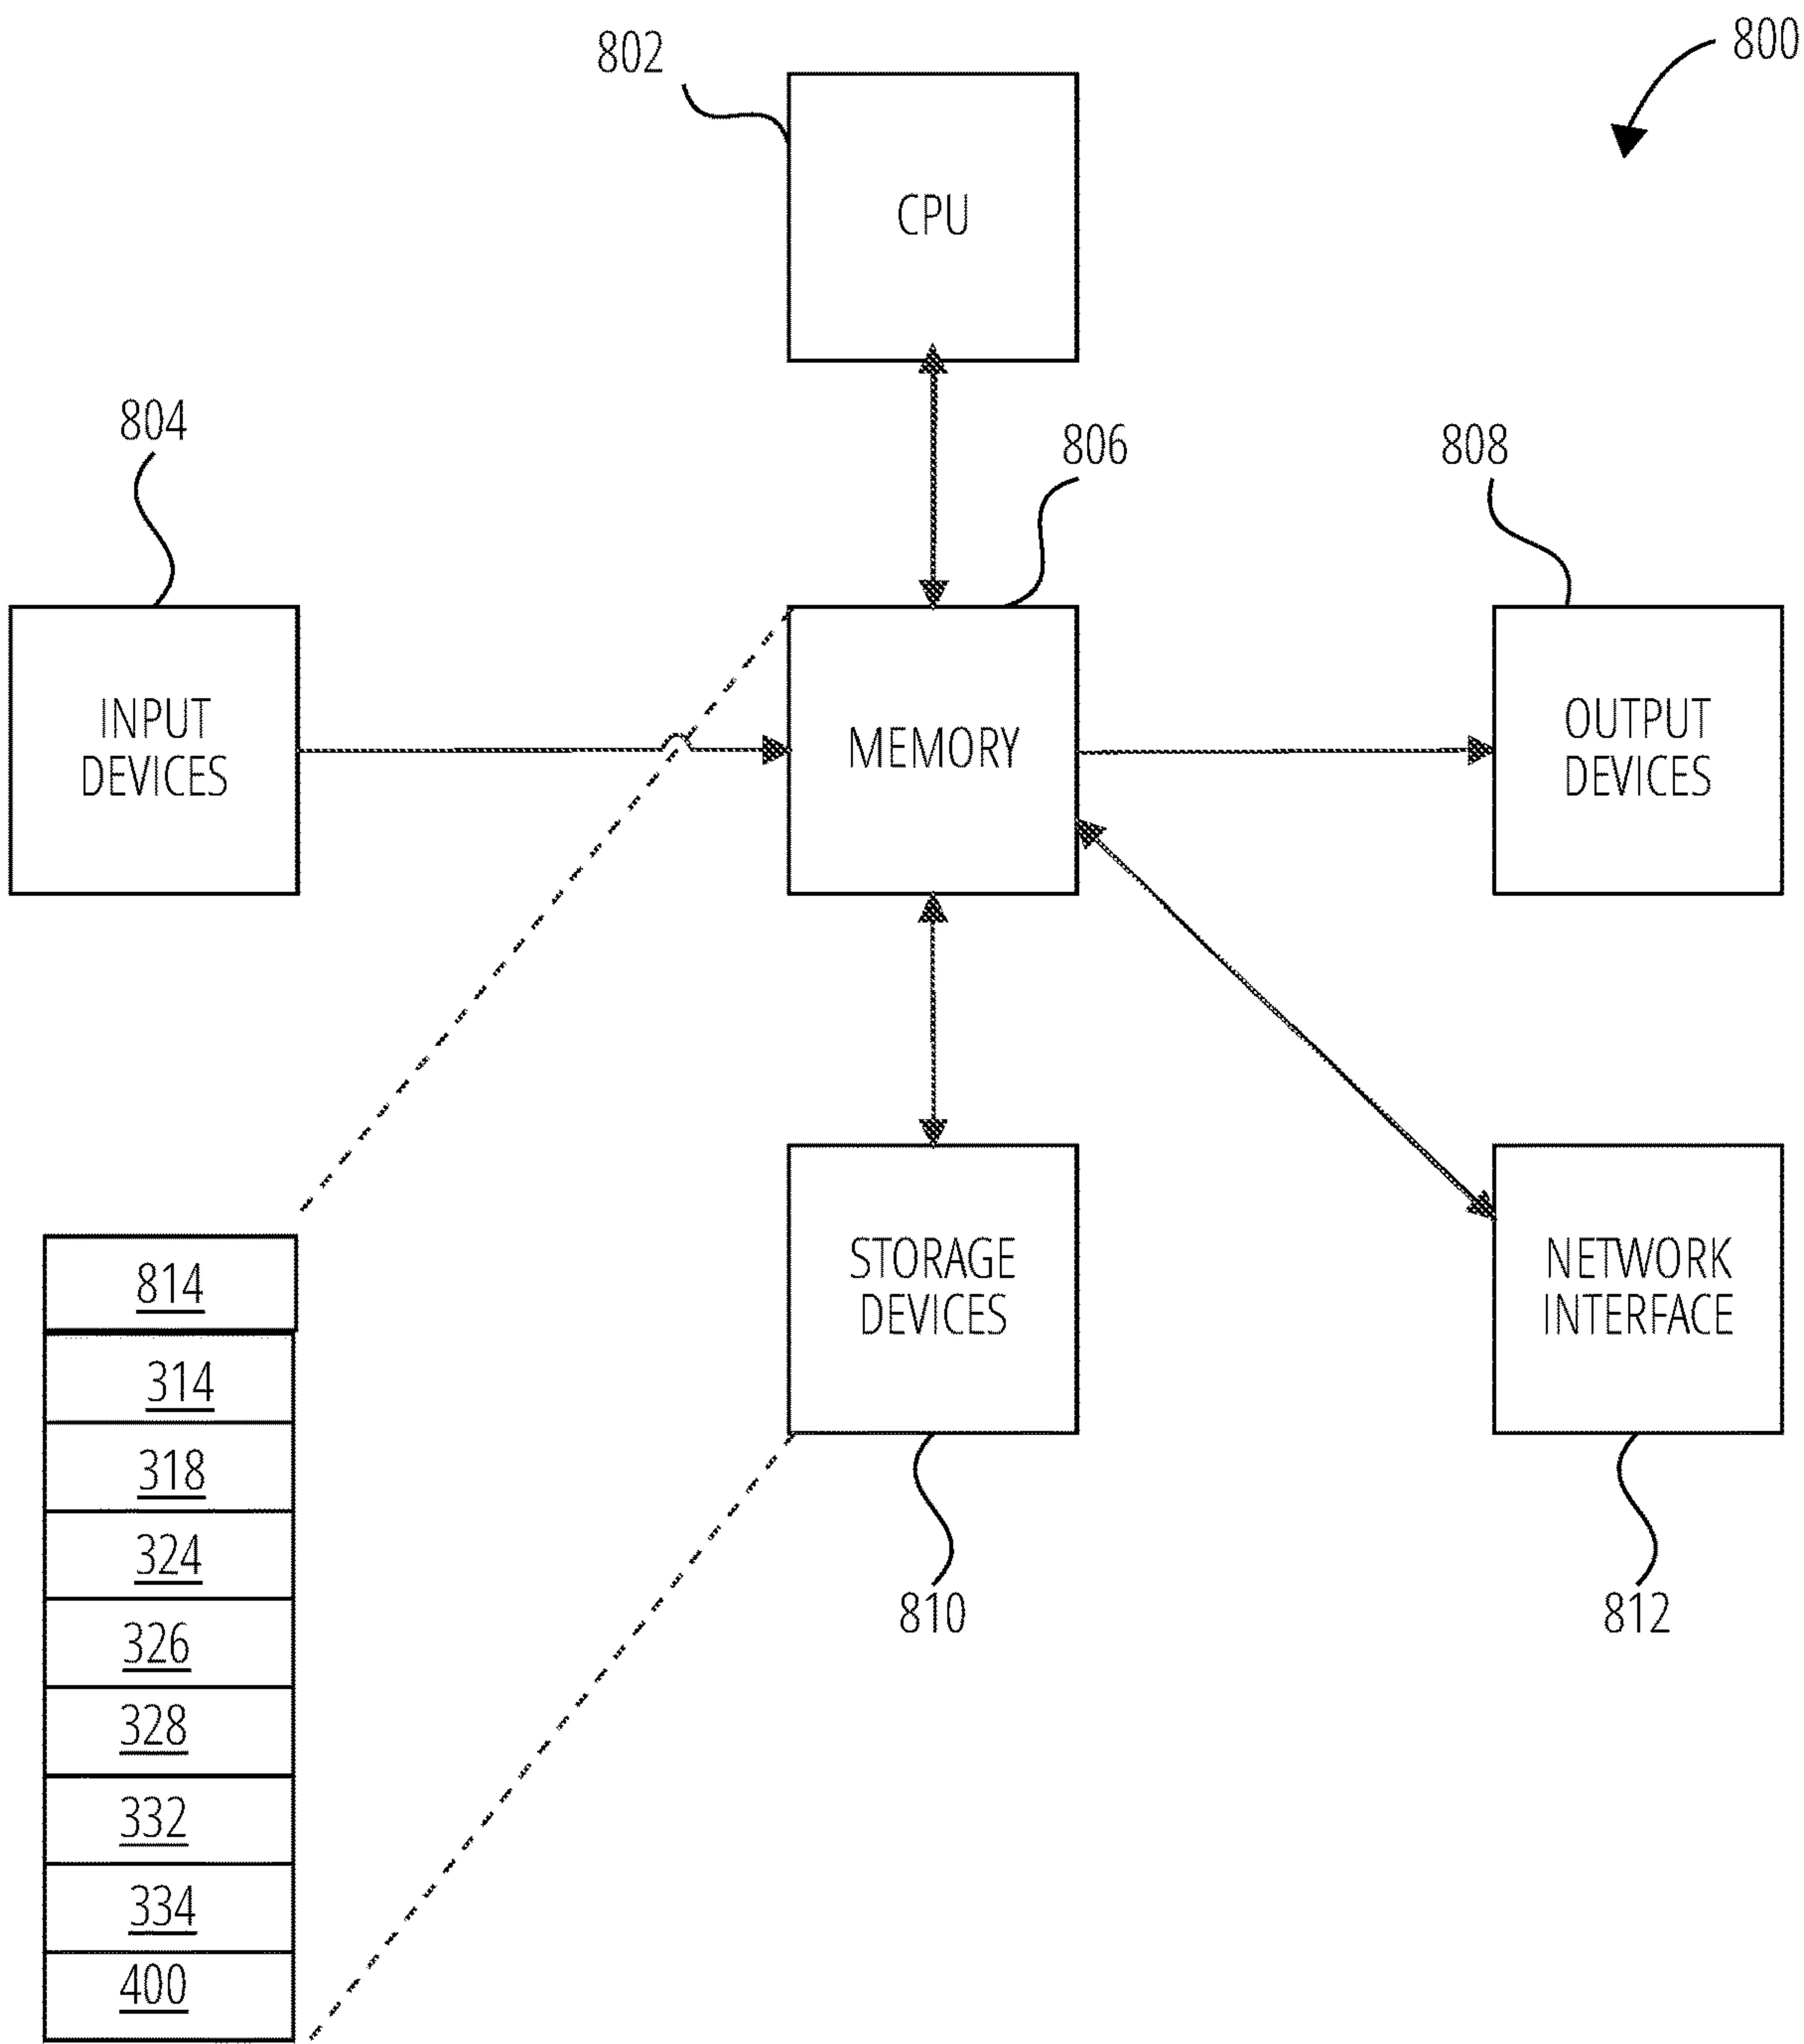 800
802
CPU
804
806
808
INPUT
DEVICES
MEMORY
OUTPUT
DEVICES
STORAGE
DEVICES
NETWORK
INTERFACE
810
812
814
314
318
324
326
328
332
334
400